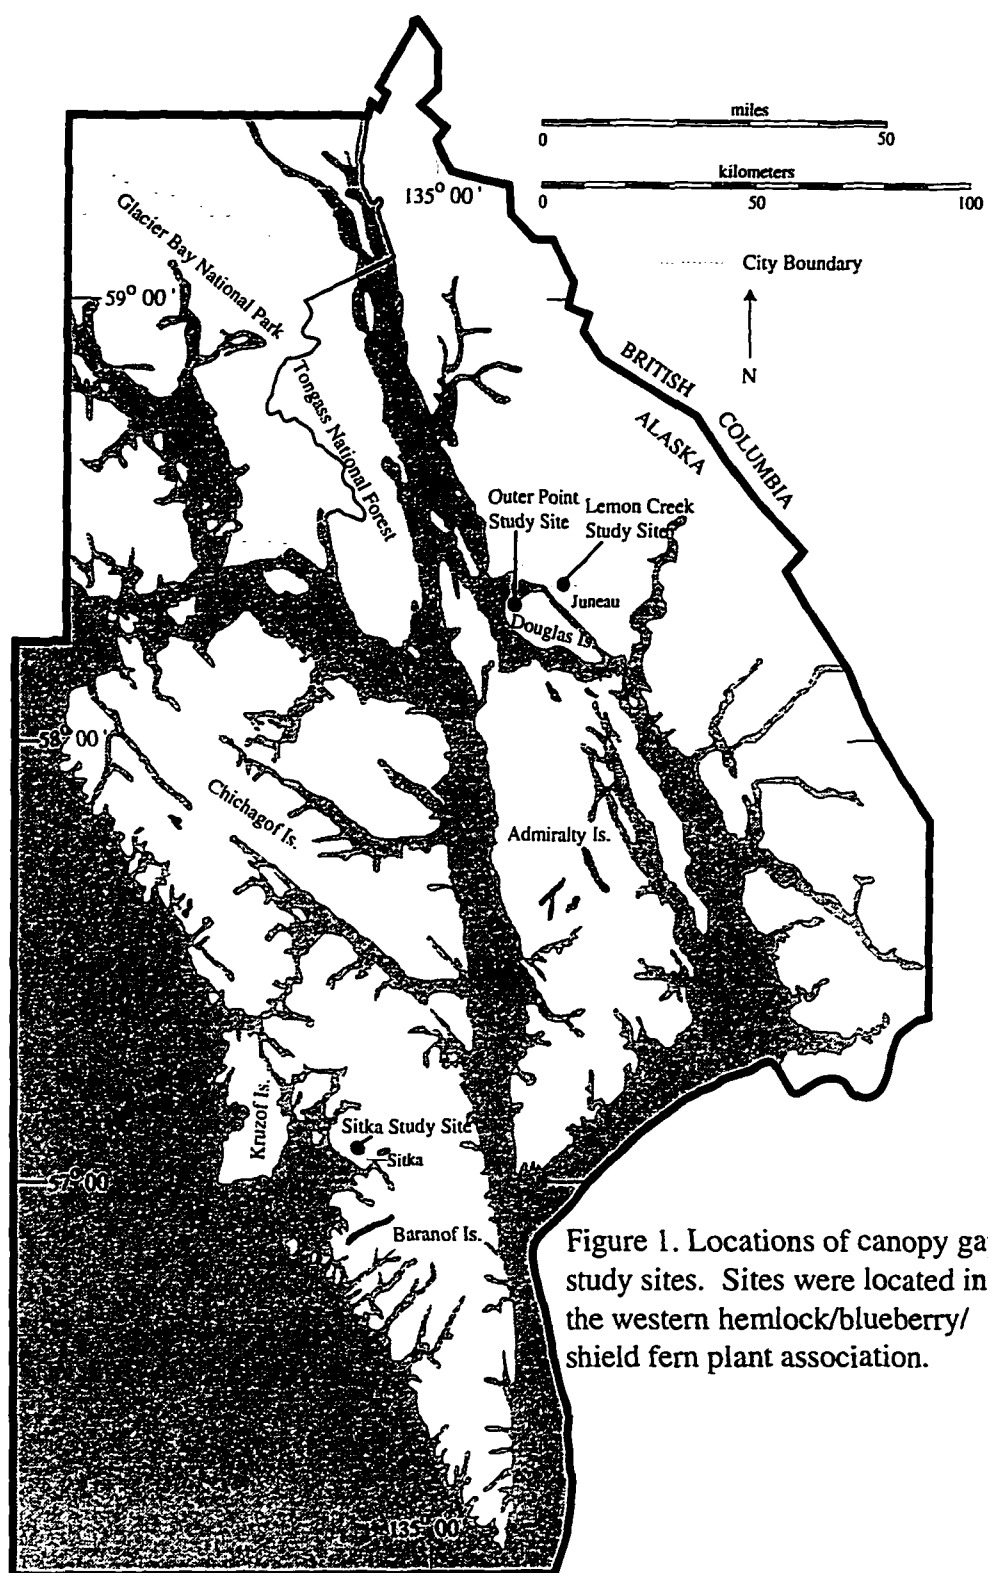 miles
0 50
kilometers
0 50 100
135° 00'
City Boundary
N
Glacier Bay National Park
59° 00'
Tongass National Forest
BRITISH COLUMBIA
ALASKA
Outer Point
Study Site
Lemon Creek
Study Site
Juneau
Douglas Is.
58° 00'
Chichagof Is.
Admiralty Is.
Kruzof Is.
Sitka Study Site
Sitka
57° 00
Baranof Is.
135° 00'
Figure 1. Locations of canopy ga
study sites. Sites were located in
the western hemlock/blueberry/
shield fern plant association.